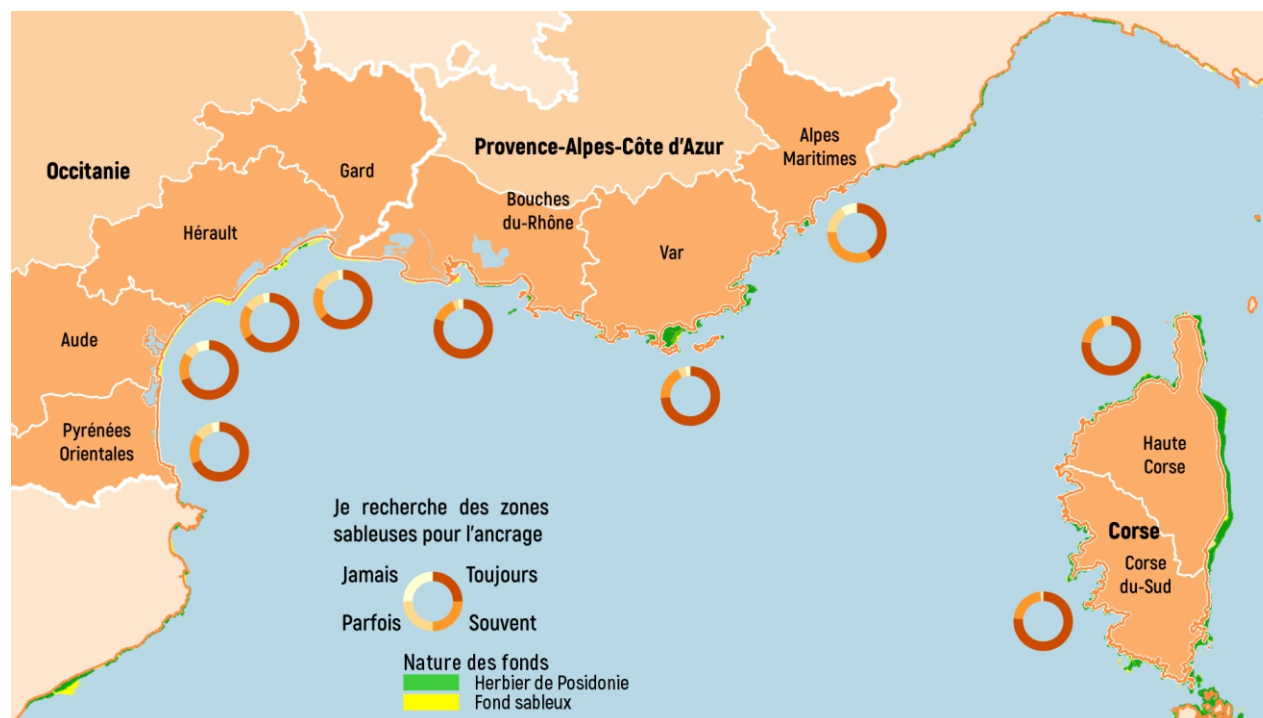 Occitanie
Provence-Alpes-Côte d'Azur
Alpes
Maritimes
Gard
Bouches
du-Rhône
Hérault
Var
Aude
Pyrénées
Orientales
Haute
Corse
Corse
Corse
du-Sud
Je recherche des zones
sableuses pour l'ancrage
Jamais
Toujours
Parfois
Souvent
Nature des fonds
Herbier de Posidonie
Fond sableux